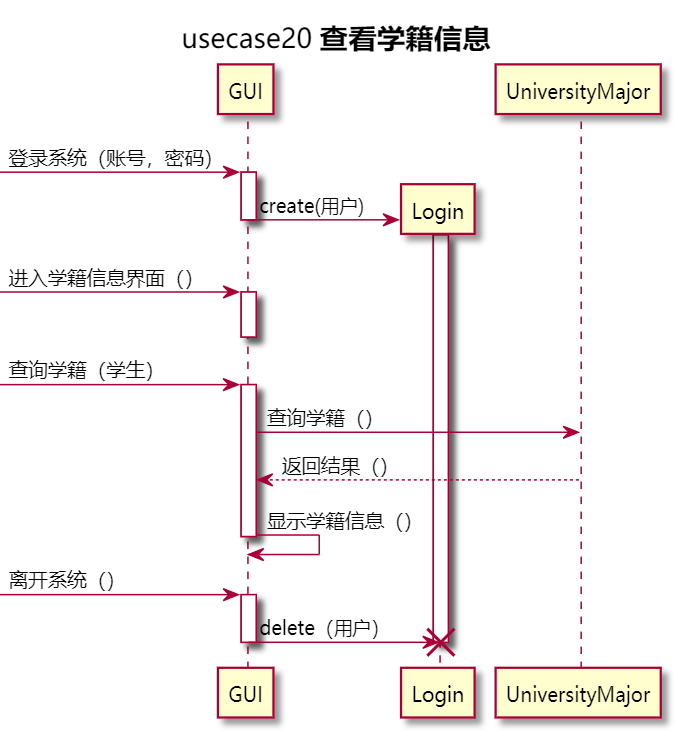 usecase20 查看学籍信息
GUI
UniversityMajor
登录系统（账号，密码）
create(用户)
Login
进入学籍信息界面（）
查询学籍（学生）
查询学籍（）
返回结果（）
显示学籍信息（）
离开系统（）
delete（用户）
GUI
Login
UniversityMajor